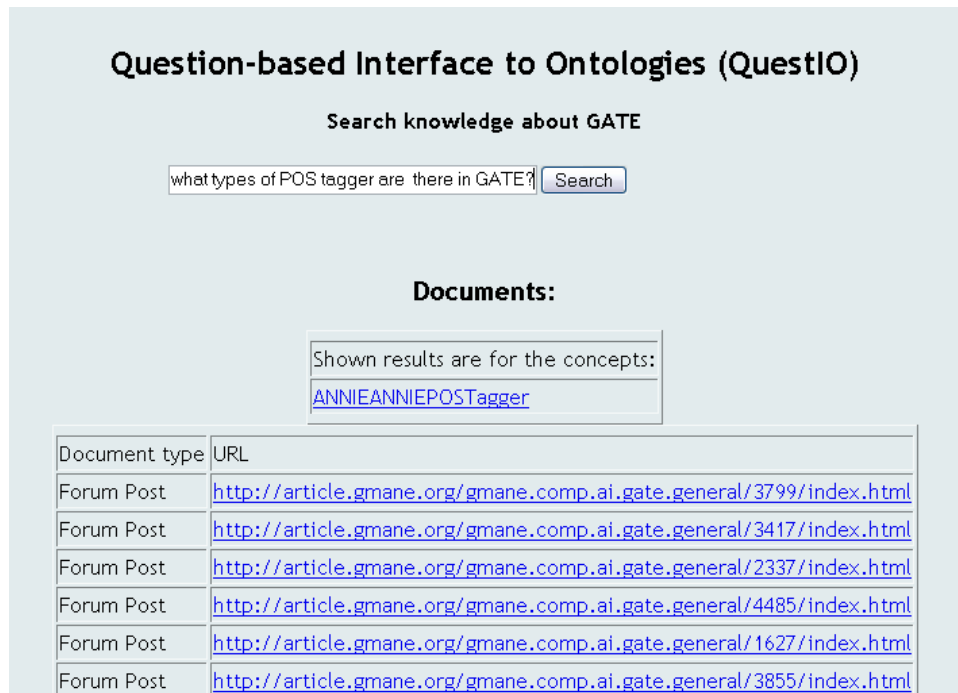 Question-based Interface to Ontologies (QuestIO)
Search knowledge about GATE
what types of POS tagger are there in GATE? Search
Documents:
Shown results are for the concepts:
ANNIEANNIEPOSTagger
Document type URL
Forum Post http://article.gmane.org/gmane.comp.ai.gate.general/3799/index.html
Forum Post http://article.gmane.org/gmane.comp.ai.gate.general/3417/index.html
Forum Post http://article.gmane.org/gmane.comp.ai.gate.general/2337/index.html
Forum Post http://article.gmane.org/gmane.comp.ai.gate.general/4485/index.html
Forum Post http://article.gmane.org/gmane.comp.ai.gate.general/1627/index.html
Forum Post http://article.gmane.org/gmane.comp.ai.gate.general/3855/index.html